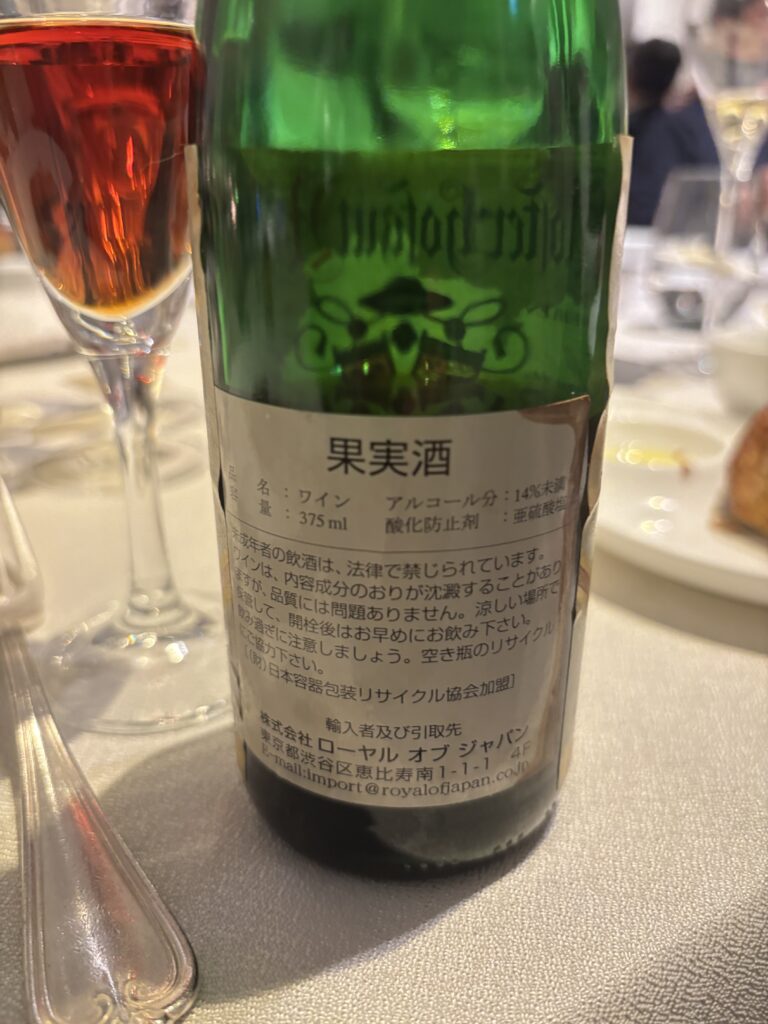 果実酒
品名：ワイン　アルコール分：14%未満
容量：375ml　酸化防止剤：亜硫酸塩
未成年者の飲酒は、法律で禁じられています。
ワインは、内容成分のおりが沈澱することがあり
ますが、品質には問題ありません。涼しい場所で
保管して、開栓後はお早めにお飲み下さい。
飲み過ぎに注意しましょう。空き瓶のリサイクル
にご協力下さい。
[(財)日本容器包装リサイクル協会加盟]
輸入者及び引取先
株式会社 ローヤル オブ ジャパン
東京都渋谷区恵比寿南1-1-1 4F
E-mail:import@royalofjapan.co.jp